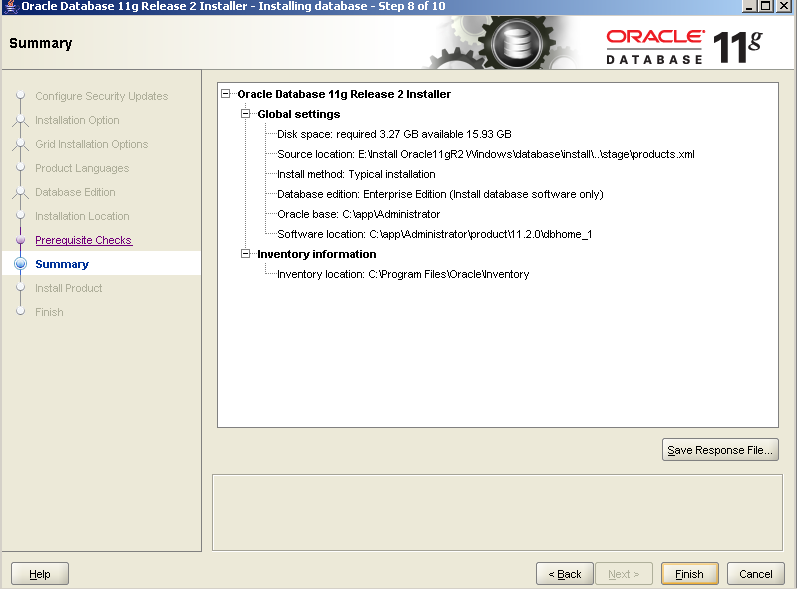 Oracle Database 11g Release 2 Installer - Installing database - Step 8 of 10
Summary
ORACLE
DATABASE
11g
Configure Security Updates
Installation Option
Grid Installation Options
Product Languages
Database Edition
Installation Location
Prerequisite Checks
Summary
Install Product
Finish
Oracle Database 11g Release 2 Installer
Global settings
Disk space: required 3.27 GB available 15.93 GB
Source location: E:\Install Oracle11gR2 Windows\database\install\..\stage\products.xml
Install method: Typical installation
Database edition: Enterprise Edition (Install database software only)
Oracle base: C:\app\Administrator
Software location: C:\app\Administrator\product\11.2.0\dbhome_1
Inventory information
Inventory location: C:\Program Files\Oracle\Inventory
Save Response File...
Help
< Back
Next >
Finish
Cancel